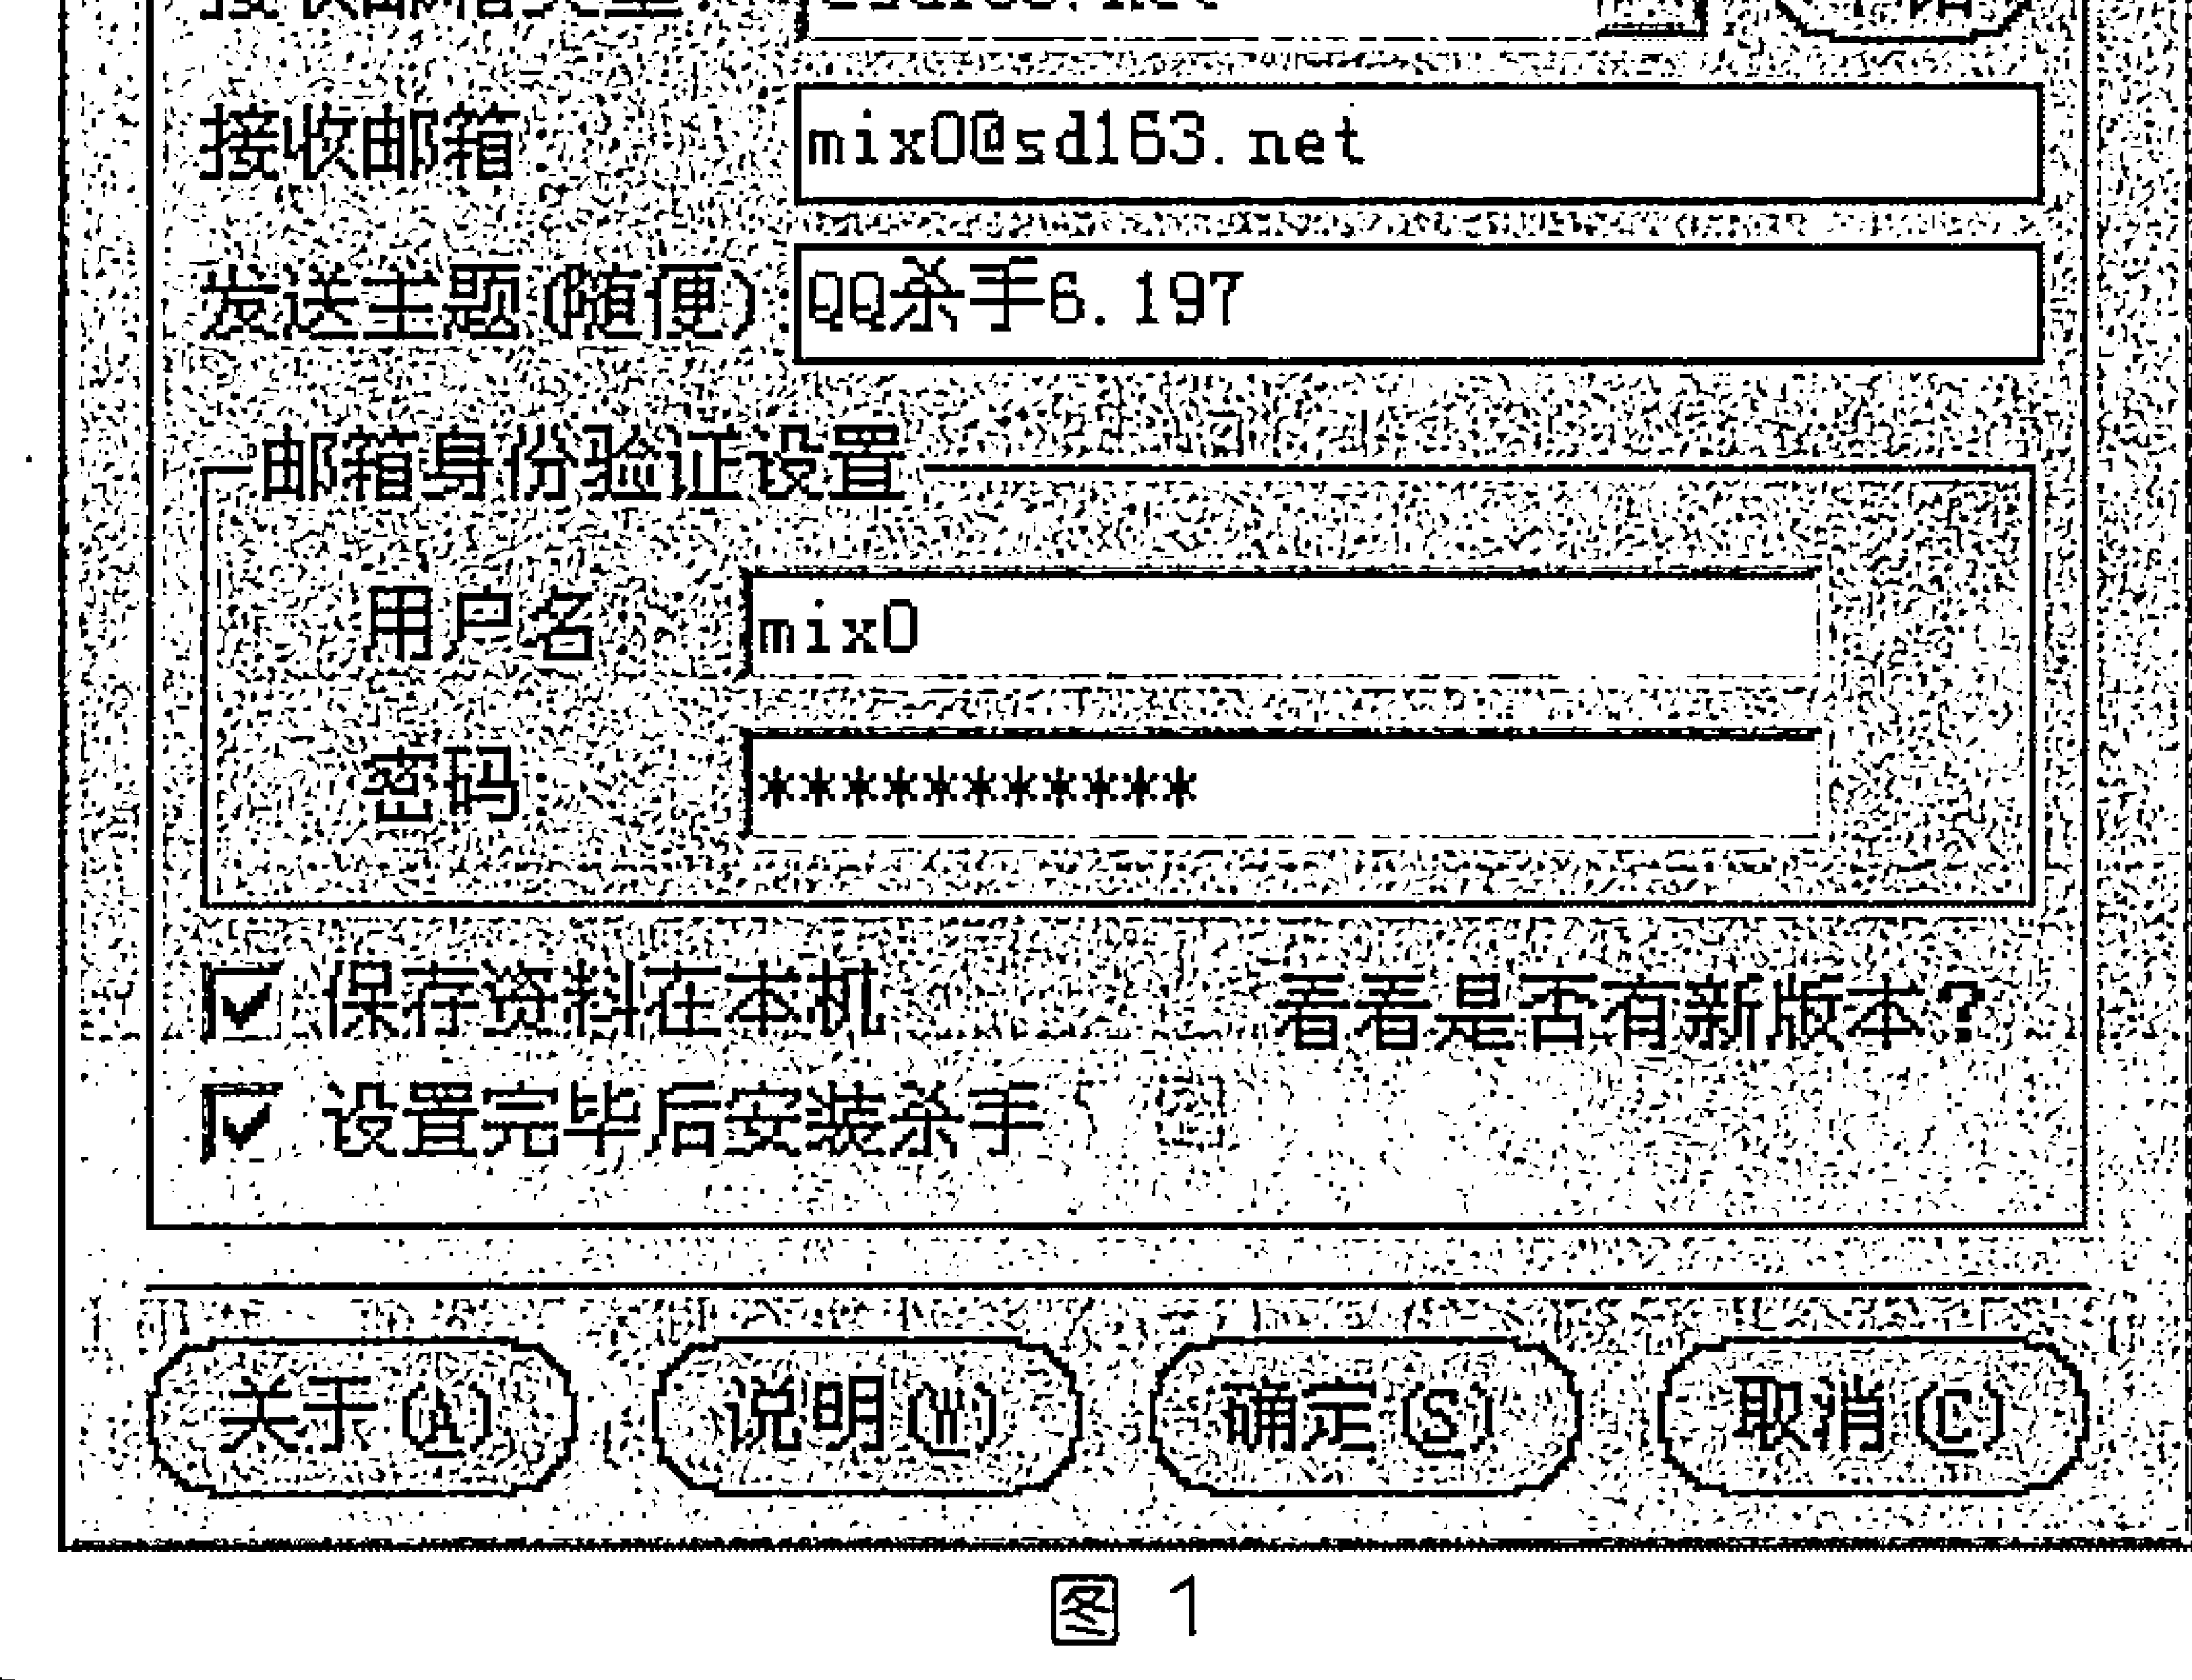 接收邮箱: mix0@sd163.net
发送主题(随便): QQ杀手6.197
邮箱身份验证设置
用户名: mix0
密码: ***********
保存资料在本机 看看是否有新版本?
设置完毕后安装杀手
关于(A) 说明(H) 确定(S) 取消(C)
图 1